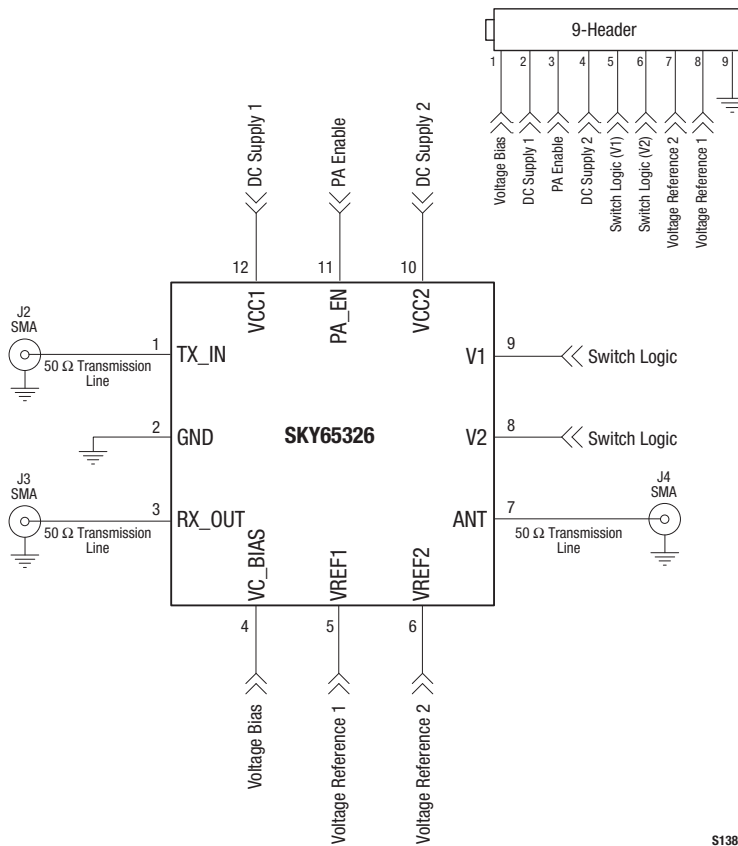 9-Header
1 2 3 4 5 6 7 8 9
Voltage Bias
DC Supply 1
PA Enable
DC Supply 2
Switch Logic (V1)
Switch Logic (V2)
Voltage Reference 2
Voltage Reference 1
DC Supply 1
PA Enable
DC Supply 2
12
11
10
VCC1
PA_EN
VCC2
J2
SMA
50 Ω Transmission
Line
1
TX_IN
2
GND
J3
SMA
50 Ω Transmission
Line
3
RX_OUT
SKY65326
V1
9
Switch Logic
V2
8
Switch Logic
ANT
7
50 Ω Transmission
Line
J4
SMA
VC_BIAS
VREF1
VREF2
4
5
6
Voltage Bias
Voltage Reference 1
Voltage Reference 2
S138